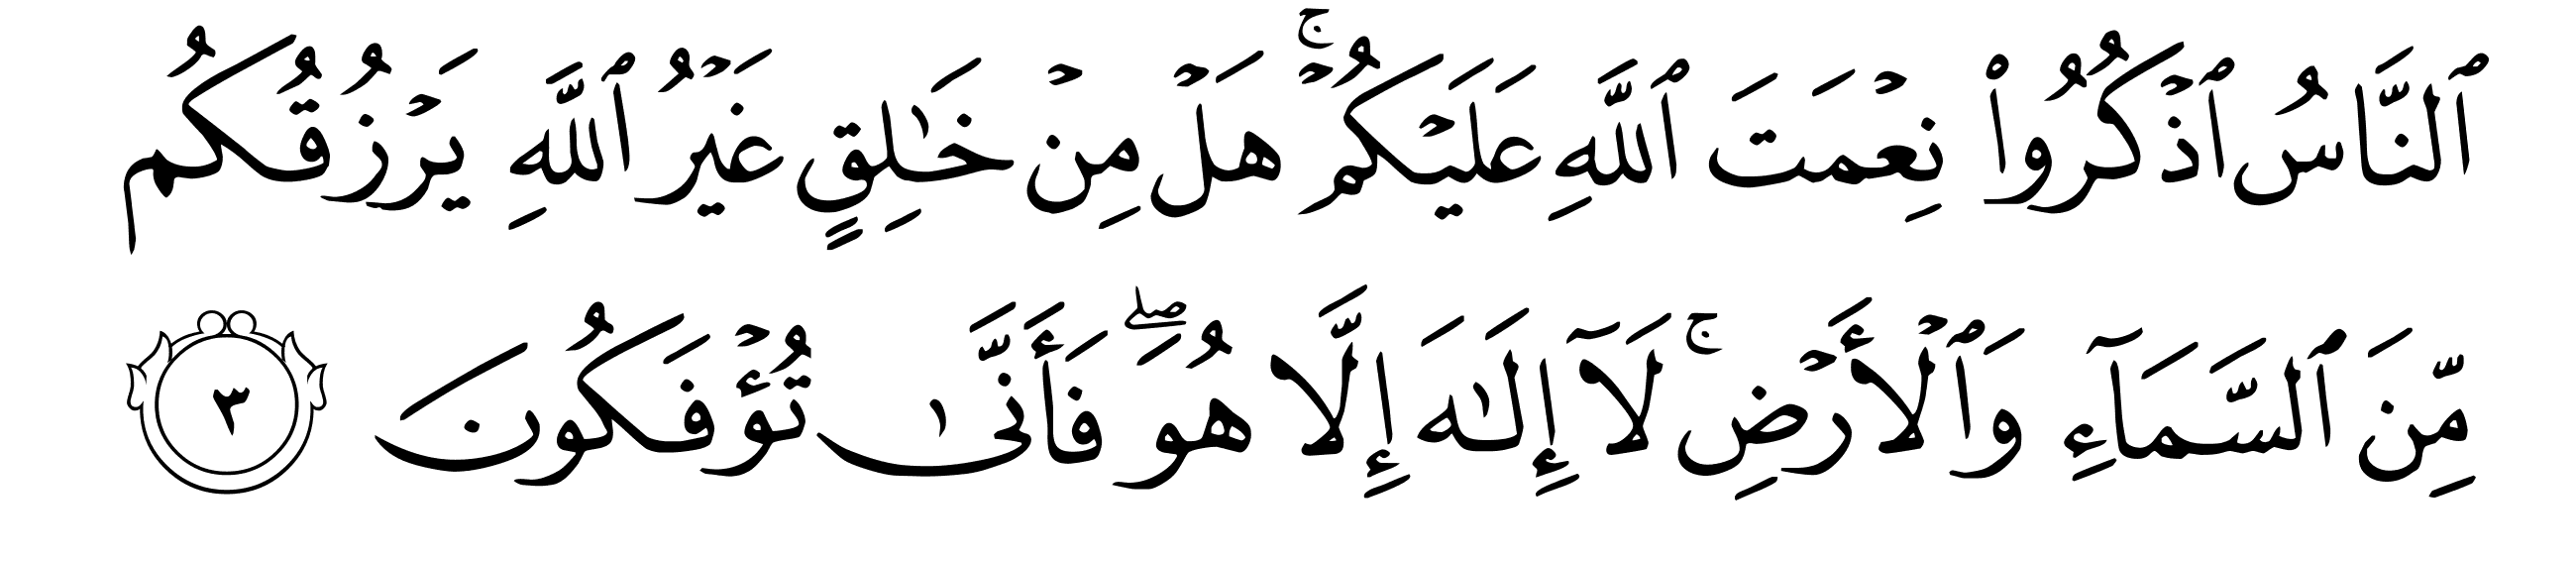 ٱلنَّاسُ ٱذۡكُرُواْ نِعۡمَتَ ٱللَّهِ عَلَيۡكُمۡۚ هَلۡ مِنۡ خَٰلِقٍ غَيۡرُ ٱللَّهِ يَرۡزُقُكُم
مِّنَ ٱلسَّمَآءِ وَٱلۡأَرۡضِۚ لَآ إِلَٰهَ إِلَّا هُوَۖ فَأَنَّىٰ تُؤۡفَكُونَ ٣